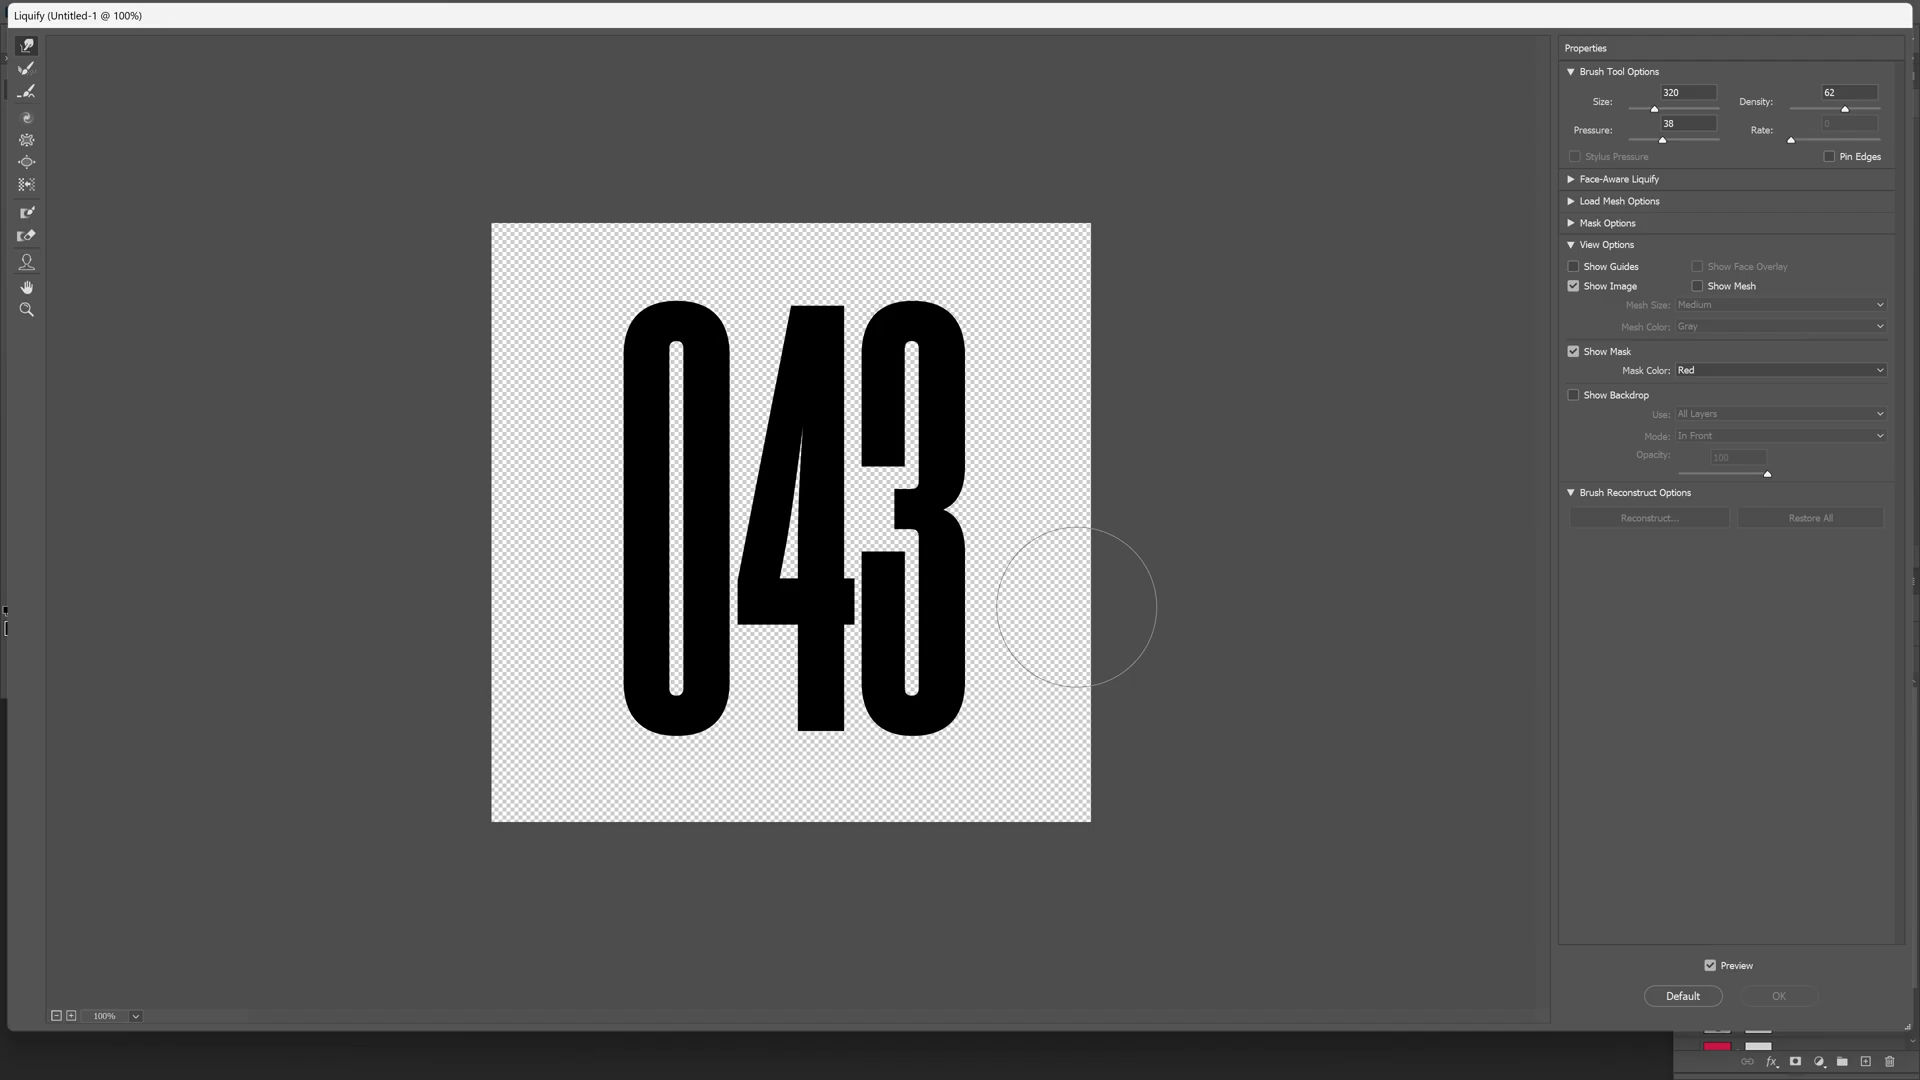 Liquify (Untitled-1 @ 100%)
Properties
Brush Tool Options
Size: 320 Density: 62
Pressure: 38 Rate: 0
Stylus Pressure Pin Edges
Face-Aware Liquify
Load Mesh Options
Mask Options
View Options
Show Guides Show Face Overlay
Show Image Show Mesh
Mesh Size: Medium
Mesh Color: Gray
Show Mask
Mask Color: Red
Show Backdrop
Use: All Layers
Mode: In Front
Opacity: 100
Brush Reconstruct Options
Reconstruct... Restore All
043
Preview
Default OK
100%
fx